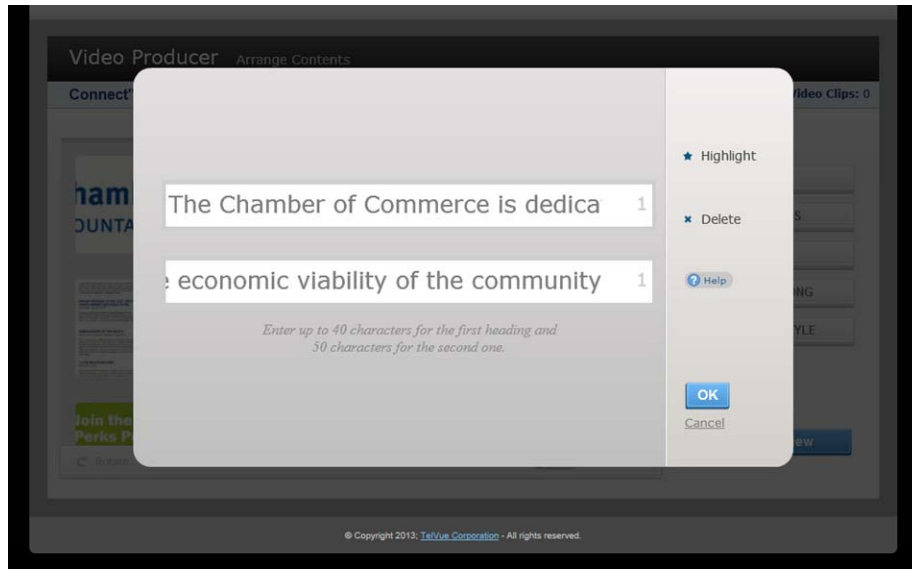 Video Producer Arrange Contents
Connect"
Video Clips: 0
ham
OUNTA
The Chamber of Commerce is dedica
1
economic viability of the community
1
Enter up to 40 characters for the first heading and
50 characters for the second one.
Highlight
Delete
Help
OK
Cancel
S
NG
YLE
Join the
Perks P
Rotate
ew
© Copyright 2013; TelVue Corporation - All rights reserved.